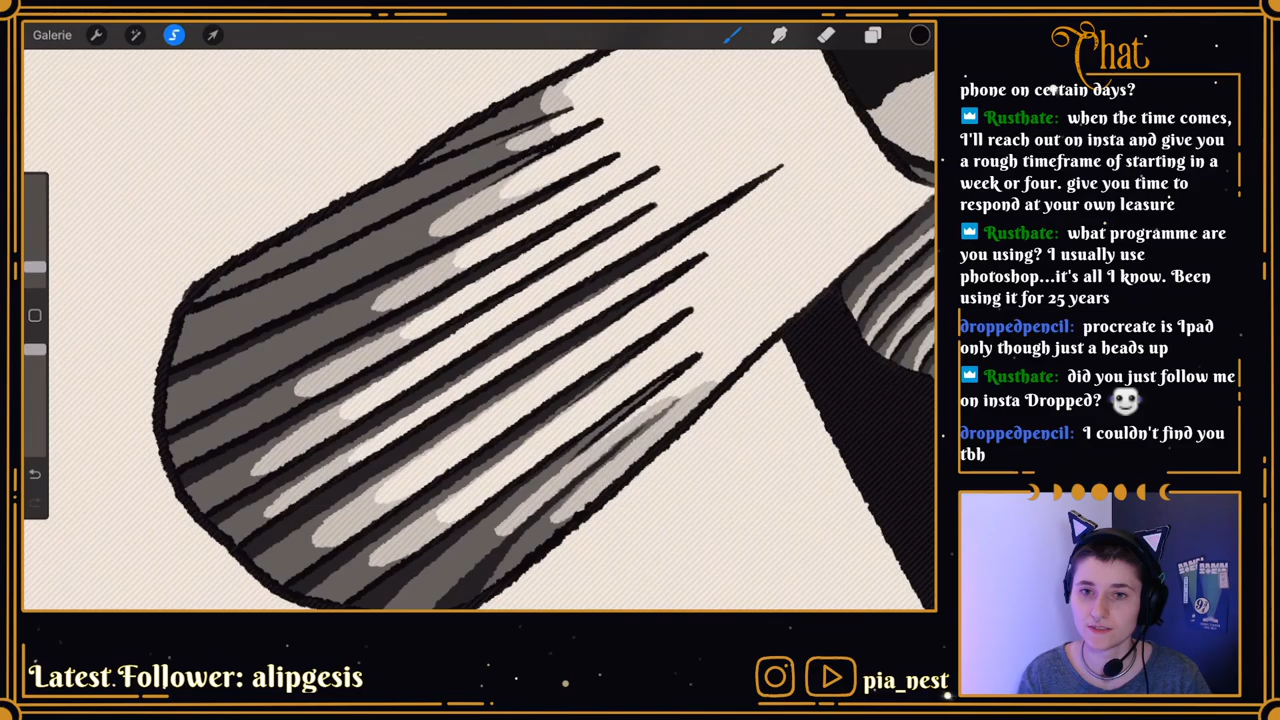 Galerie
Chat
phone on certain days?
Rusthate: when the time comes,
I'll reach out on insta and give you
a rough timeframe of starting in a
week or four. give you time to
respond at your own leasure
Rusthate: what programme are
you using? I usually use
photoshop...it's all I know. Been
using it for 25 years
droppedpencil: procreate is Ipad
only though just a heads up
Rusthate: did you just follow me
on insta Dropped?
droppedpencil: I couldn't find you
tbh
Latest Follower: alipgesis
pia_nest